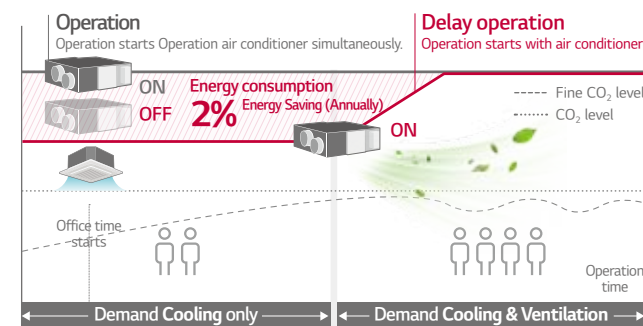 Operation
Operation starts Operation air conditioner simultaneously.
Delay operation
Operation starts with air conditioner
ON
OFF
Energy consumption
2% Energy Saving (Annually)
ON
Fine CO₂ level
CO₂ level
Office time
starts
Operation
time
Demand Cooling only
Demand Cooling & Ventilation